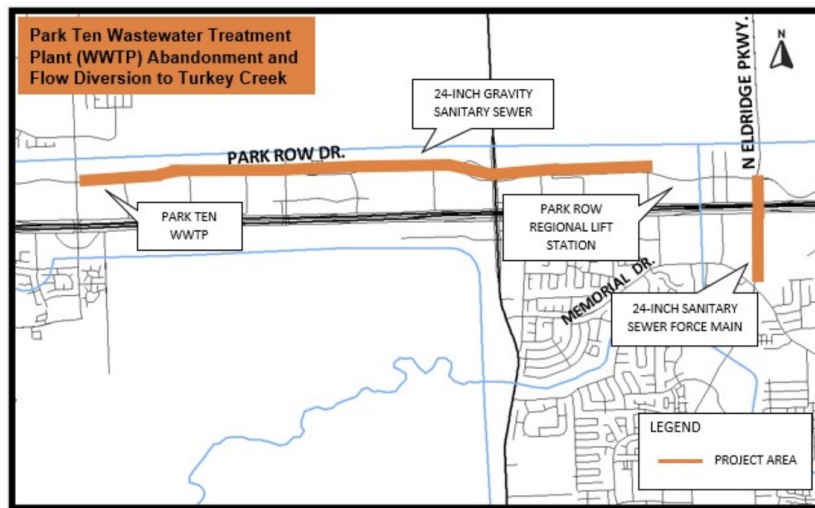 Park Ten Wastewater Treatment
Plant (WWTP) Abandonment and
Flow Diversion to Turkey Creek
N
N ELDRIDGE PKWY.
24-INCH GRAVITY
SANITARY SEWER
PARK ROW DR.
PARK TEN
WWTP
PARK ROW
REGIONAL LIFT
STATION
MEMORIAL DR.
24-INCH SANITARY
SEWER FORCE MAIN
LEGEND
PROJECT AREA